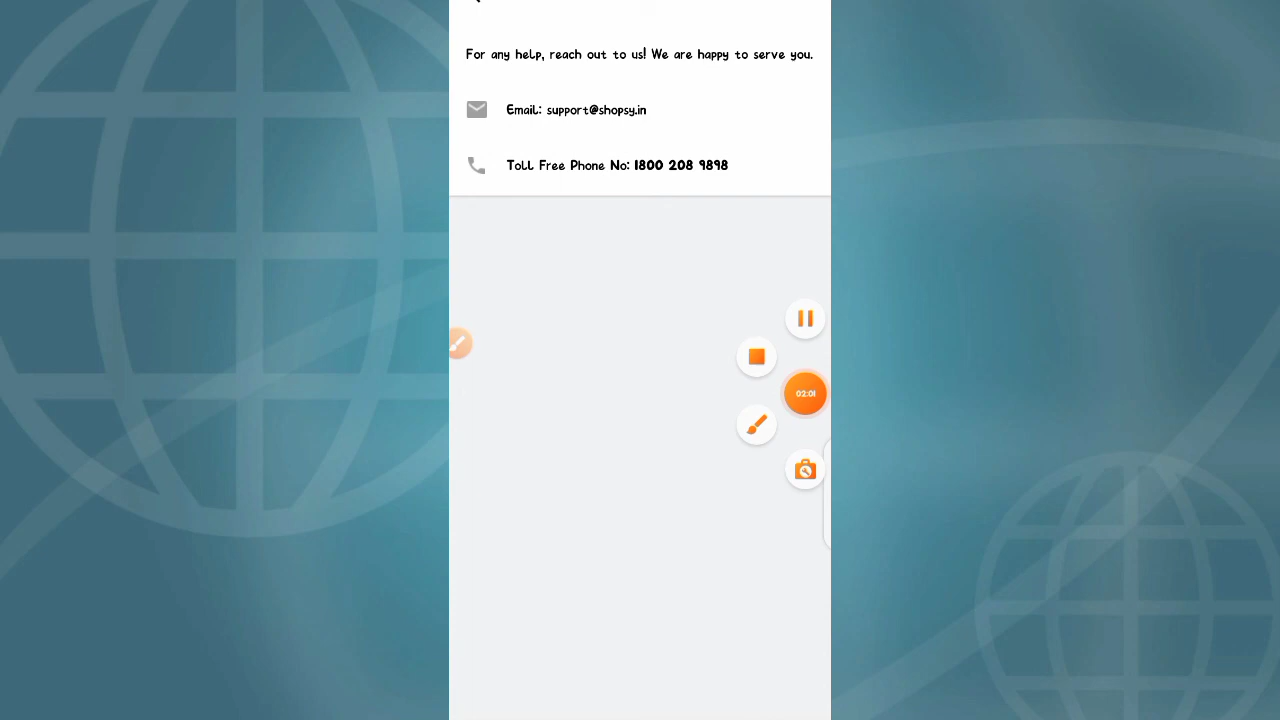 For any help, reach out to us! We are happy to serve you.
Email: support@shopsy.in
Toll Free Phone No: 1800 208 9898
02:01